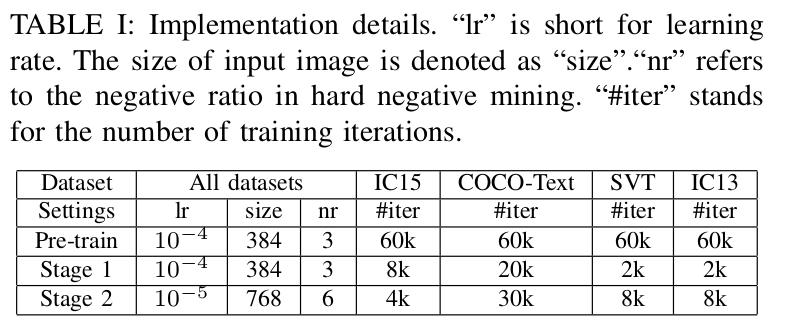 TABLE I: Implementation details. “lr” is short for learning
rate. The size of input image is denoted as “size”.“nr” refers
to the negative ratio in hard negative mining. “#iter” stands
for the number of training iterations.
Dataset All datasets IC15 COCO-Text SVT IC13
Settings lr size nr #iter #iter #iter #iter
Pre-train 10⁻⁴ 384 3 60k 60k 60k 60k
Stage 1 10⁻⁴ 384 3 8k 20k 2k 2k
Stage 2 10⁻⁵ 768 6 4k 30k 8k 8k